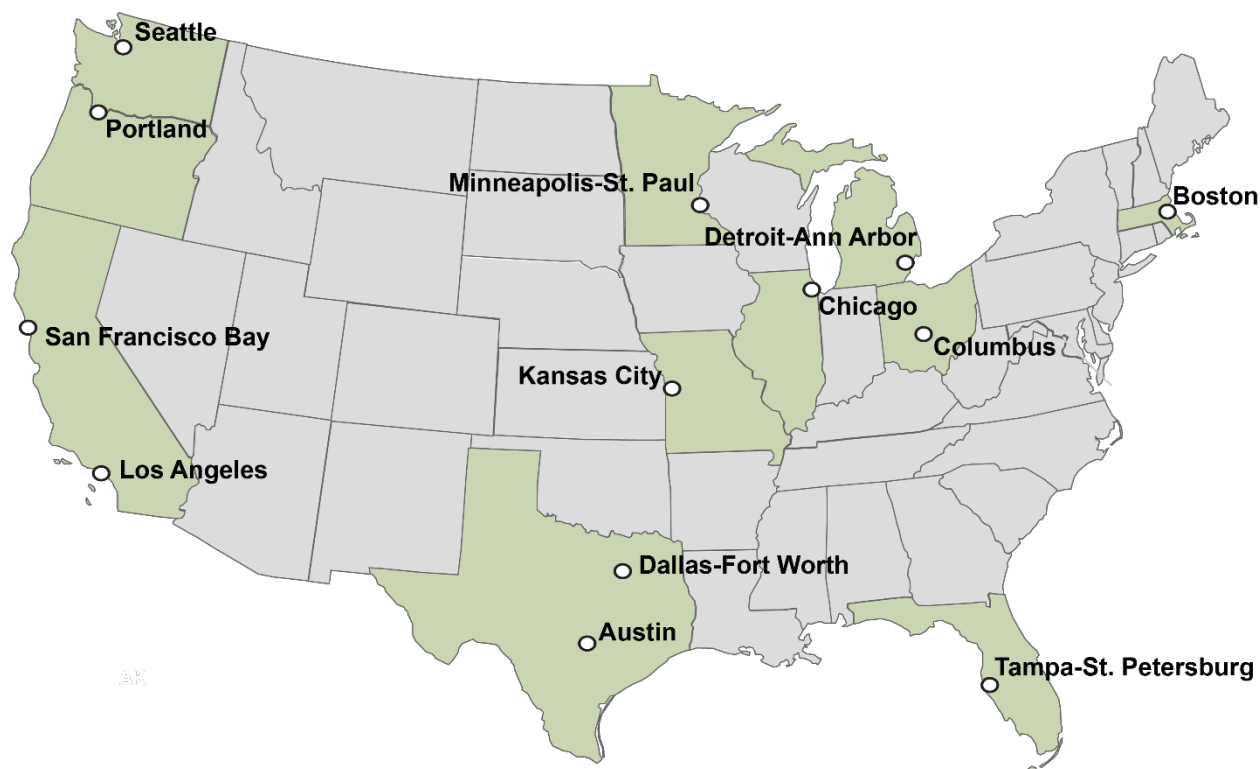 Seattle
Portland
Minneapolis-St. Paul
Boston
Detroit-Ann Arbor
Chicago
San Francisco Bay
Columbus
Kansas City
Los Angeles
Dallas-Fort Worth
Austin
Tampa-St. Petersburg
AK